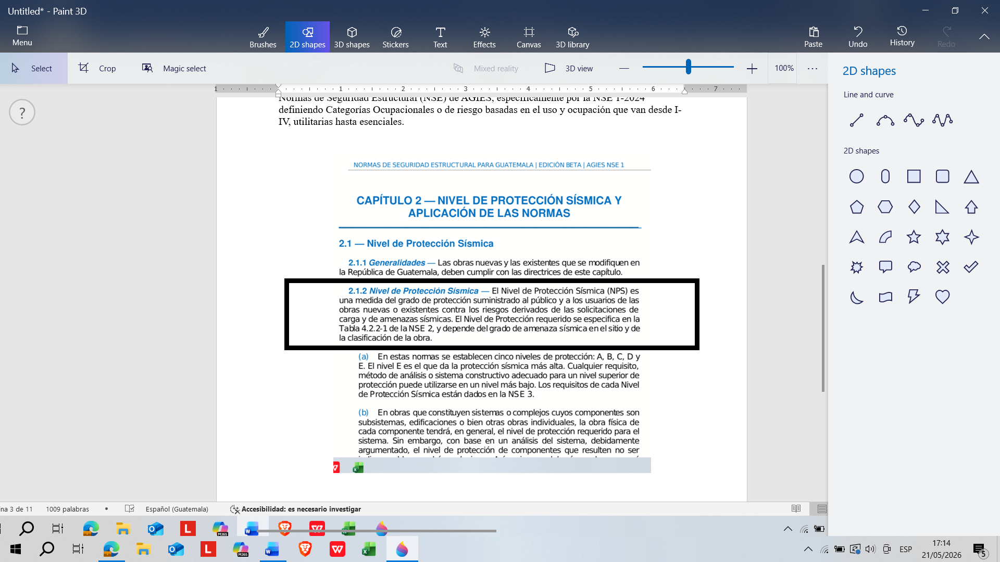 Untitled* - Paint 3D
Menu
Brushes
2D shapes
3D shapes
Stickers
Text
Effects
Canvas
3D library
Paste
Undo
History
Redo
Select
Crop
Magic select
Mixed reality
3D view
100%
2D shapes
Line and curve
2D shapes
1 1 2 3 4 5 6 7
Normas de Seguridad Estructural (NSE) de AGIES, específicamente por la NSE 1-2024
definiendo Categorías Ocupacionales o de riesgo basadas en el uso y ocupación que van desde I-
IV, utilitarias hasta esenciales.
NORMAS DE SEGURIDAD ESTRUCTURAL PARA GUATEMALA | EDICIÓN BETA | AGIES NSE 1
CAPÍTULO 2 — NIVEL DE PROTECCIÓN SÍSMICA Y
APLICACIÓN DE LAS NORMAS
2.1 — Nivel de Protección Sísmica
2.1.1 Generalidades — Las obras nuevas y las existentes que se modifiquen en
la República de Guatemala, deben cumplir con las directrices de este capítulo.
2.1.2 Nivel de Protección Sísmica — El Nivel de Protección Sísmica (NPS) es
una medida del grado de protección suministrado al público y a los usuarios de las
obras nuevas o existentes contra los riesgos derivados de las solicitaciones de
carga y de amenazas sísmicas. El Nivel de Protección requerido se especifica en la
Tabla 4.2.2-1 de la NSE 2, y depende del grado de amenaza sísmica en el sitio y de
la clasificación de la obra.
(a) En estas normas se establecen cinco niveles de protección: A, B, C, D y
E. El nivel E es el que da la protección sísmica más alta. Cualquier requisito,
método de análisis o sistema constructivo adecuado para un nivel superior de
protección puede utilizarse en un nivel más bajo. Los requisitos de cada Nivel
de Protección Sísmica están dados en la NSE 3.
(b) En obras que constituyen sistemas o complejos cuyos componentes son
subsistemas, edificaciones o bien otras obras individuales, la obra física de
cada componente tendrá, en general, el nivel de protección requerido para el
sistema. Sin embargo, con base en un análisis del sistema, debidamente
argumentado, el nivel de protección de componentes que resulten no ser
ina 3 de 11
1009 palabras
Español (Guatemala)
Accesibilidad: es necesario investigar
ESP
17:14
21/05/2026
5